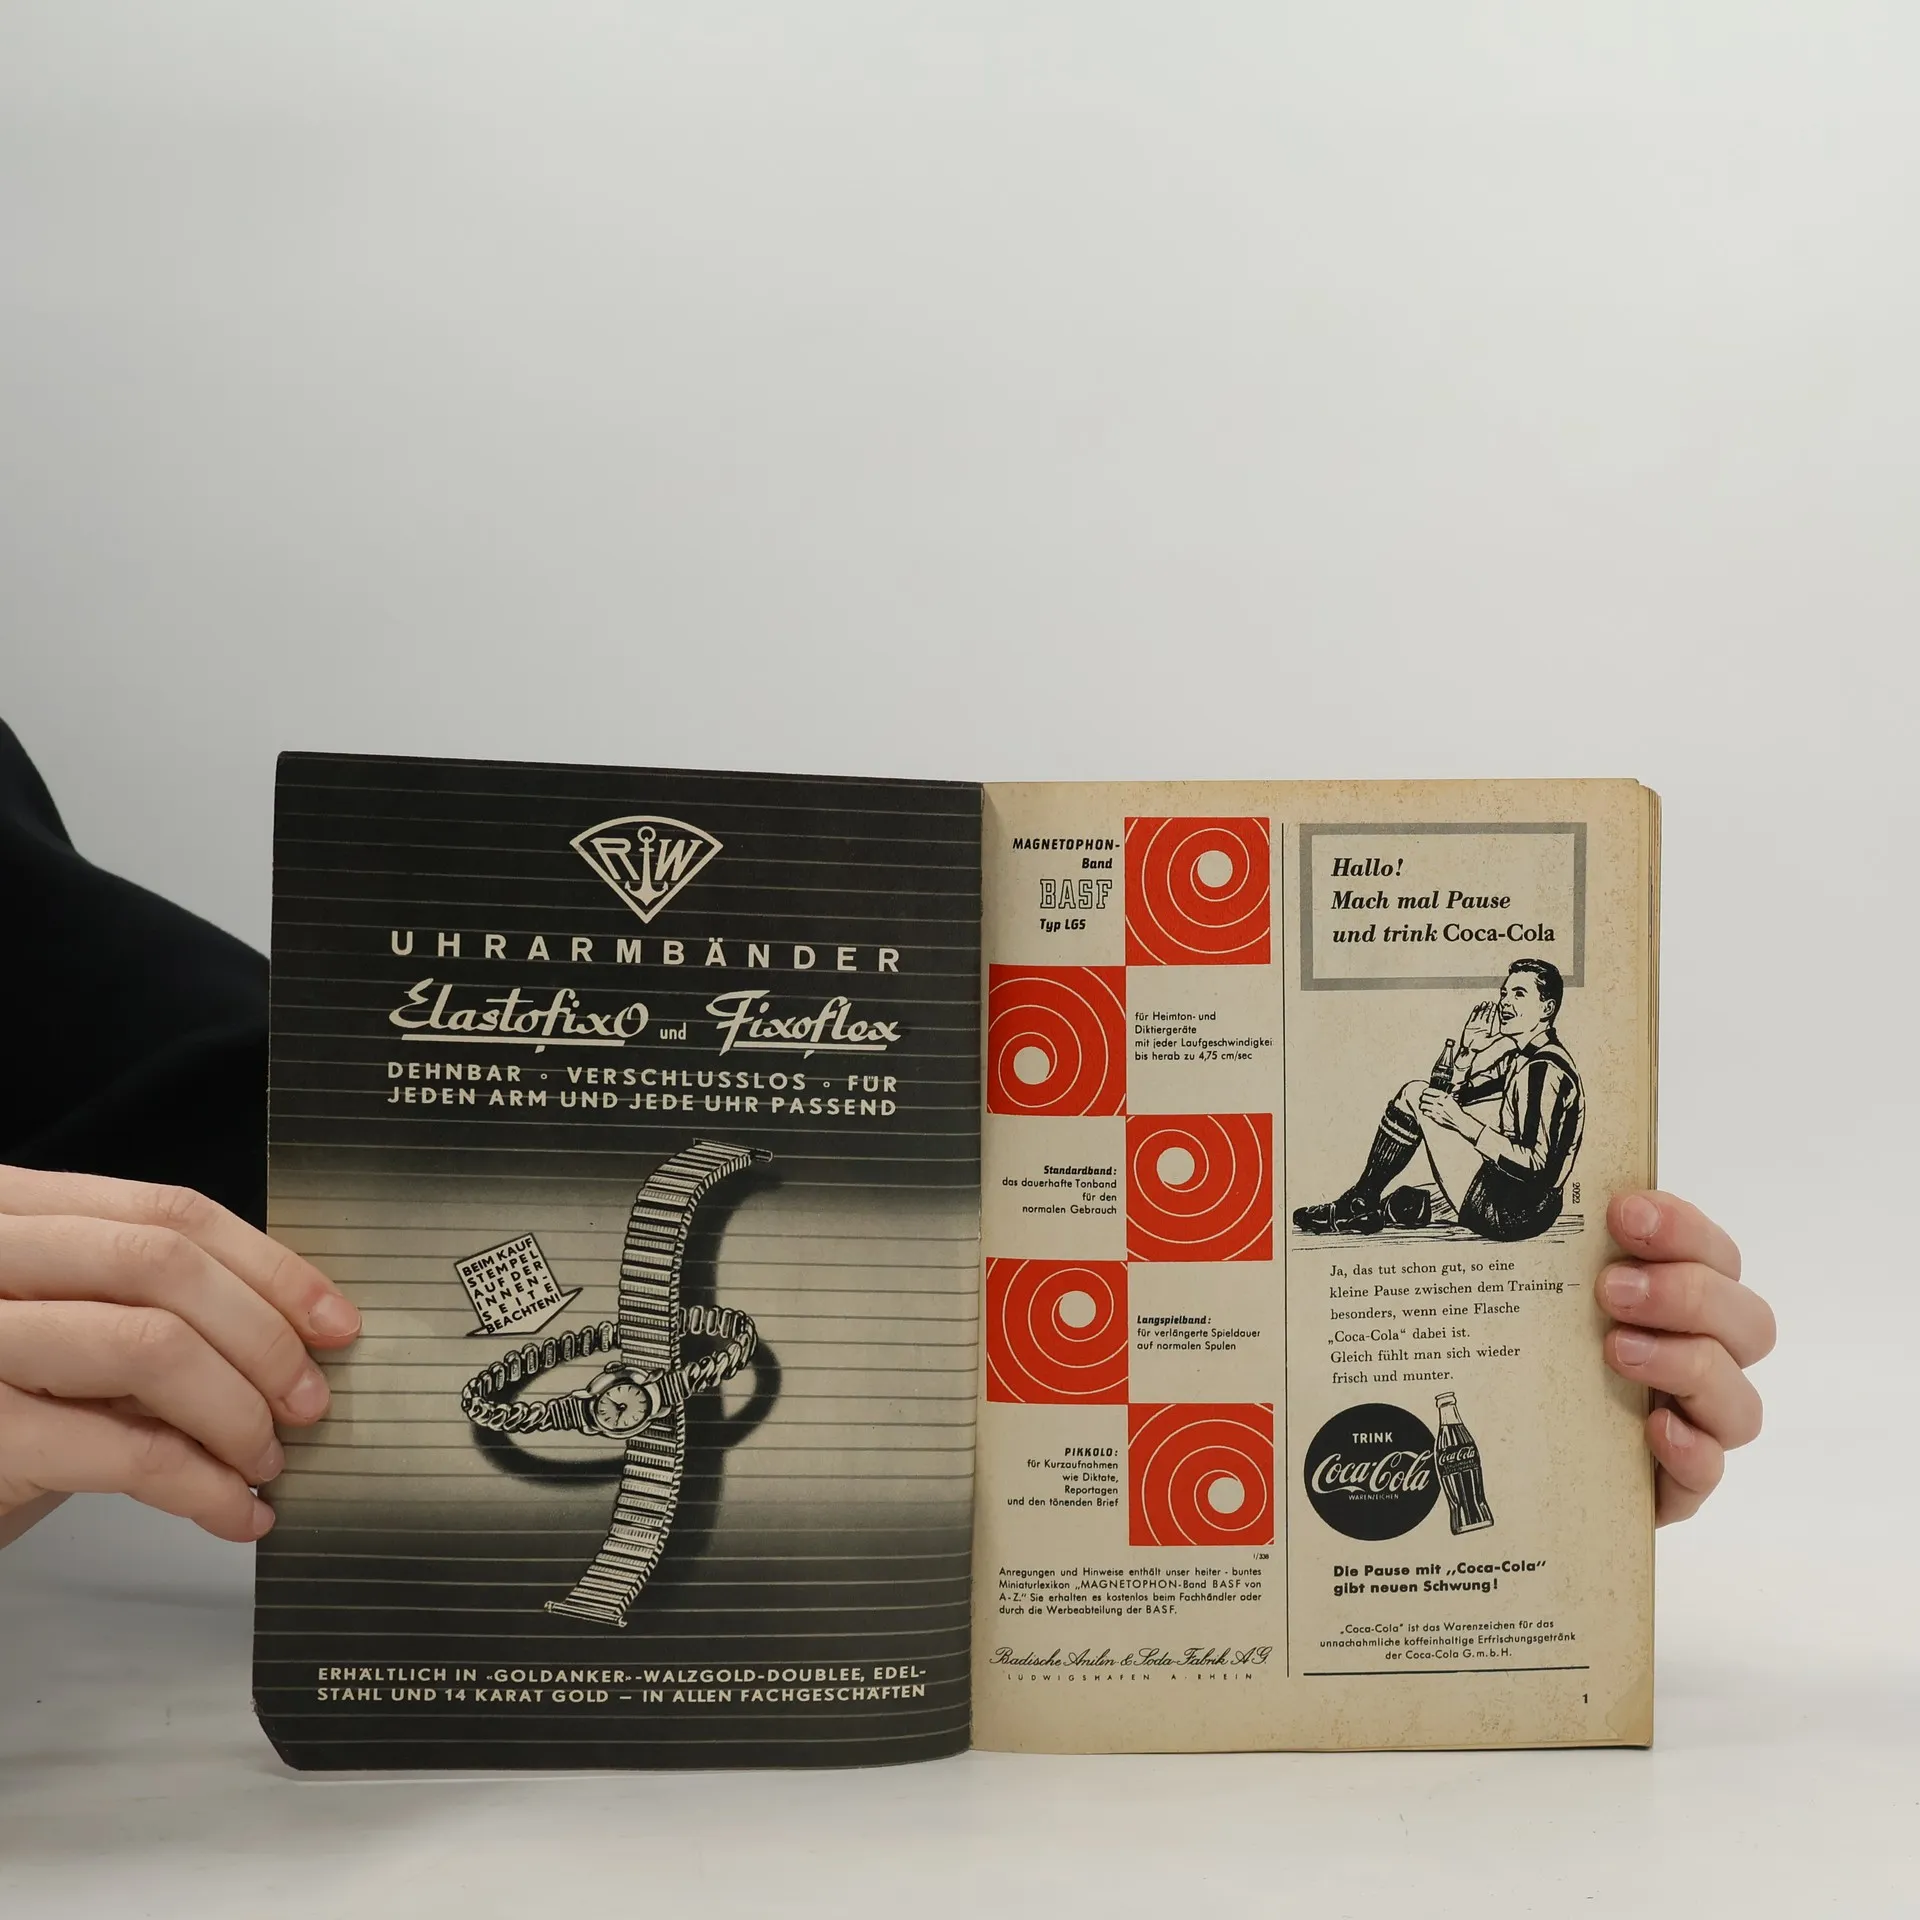 RW
UHRARMBÄNDER
Elastofixo und Fixoflex
DEHNBAR ∘ VERSCHLUSSLOS ∘ FÜR
JEDEN ARM UND JEDE UHR PASSEND
BEIM KAUF
STEMPEL
AUF DER
INNEN-
SEITE
BEACHTEN!
ERHÄLTLICH IN «GOLDANKER»-WALZGOLD-DOUBLEE, EDEL-
STAHL UND 14 KARAT GOLD – IN ALLEN FACHGESCHÄFTEN
MAGNETOPHON-
Band
BASF
Typ LGS
für Heimton- und
Diktiergeräte
mit jeder Laufgeschwindigkei
bis herab zu 4,75 cm/sec
Standardband:
das dauerhafte Tonband
für den
normalen Gebrauch
Langspielband:
für verlängerte Spieldauer
auf normalen Spulen
PIKKOLO:
für Kurzaufnahmen
wie Diktate,
Reportagen
und den tönenden Brief
1/338
Anregungen und Hinweise enthält unser heiter - buntes
Miniaturlexikon „MAGNETOPHON-Band BASF von
A-Z." Sie erhalten es kostenlos beim Fachhändler oder
durch die Werbeabteilung der BASF.
Badische Anilin & Soda-Fabrik AG.
LUDWIGSHAFEN A. RHEIN
Hallo!
Mach mal Pause
und trink Coca-Cola
2022
Ja, das tut schon gut, so eine
kleine Pause zwischen dem Training —
besonders, wenn eine Flasche
„Coca-Cola“ dabei ist.
Gleich fühlt man sich wieder
frisch und munter.
TRINK
Coca-Cola
WARENZEICHEN
Coca-Cola
Die Pause mit „Coca-Cola“
gibt neuen Schwung!
„Coca-Cola“ ist das Warenzeichen für das
unnachahmliche koffeinhaltige Erfrischungsgetränk
der Coca-Cola G.m.b.H.
1